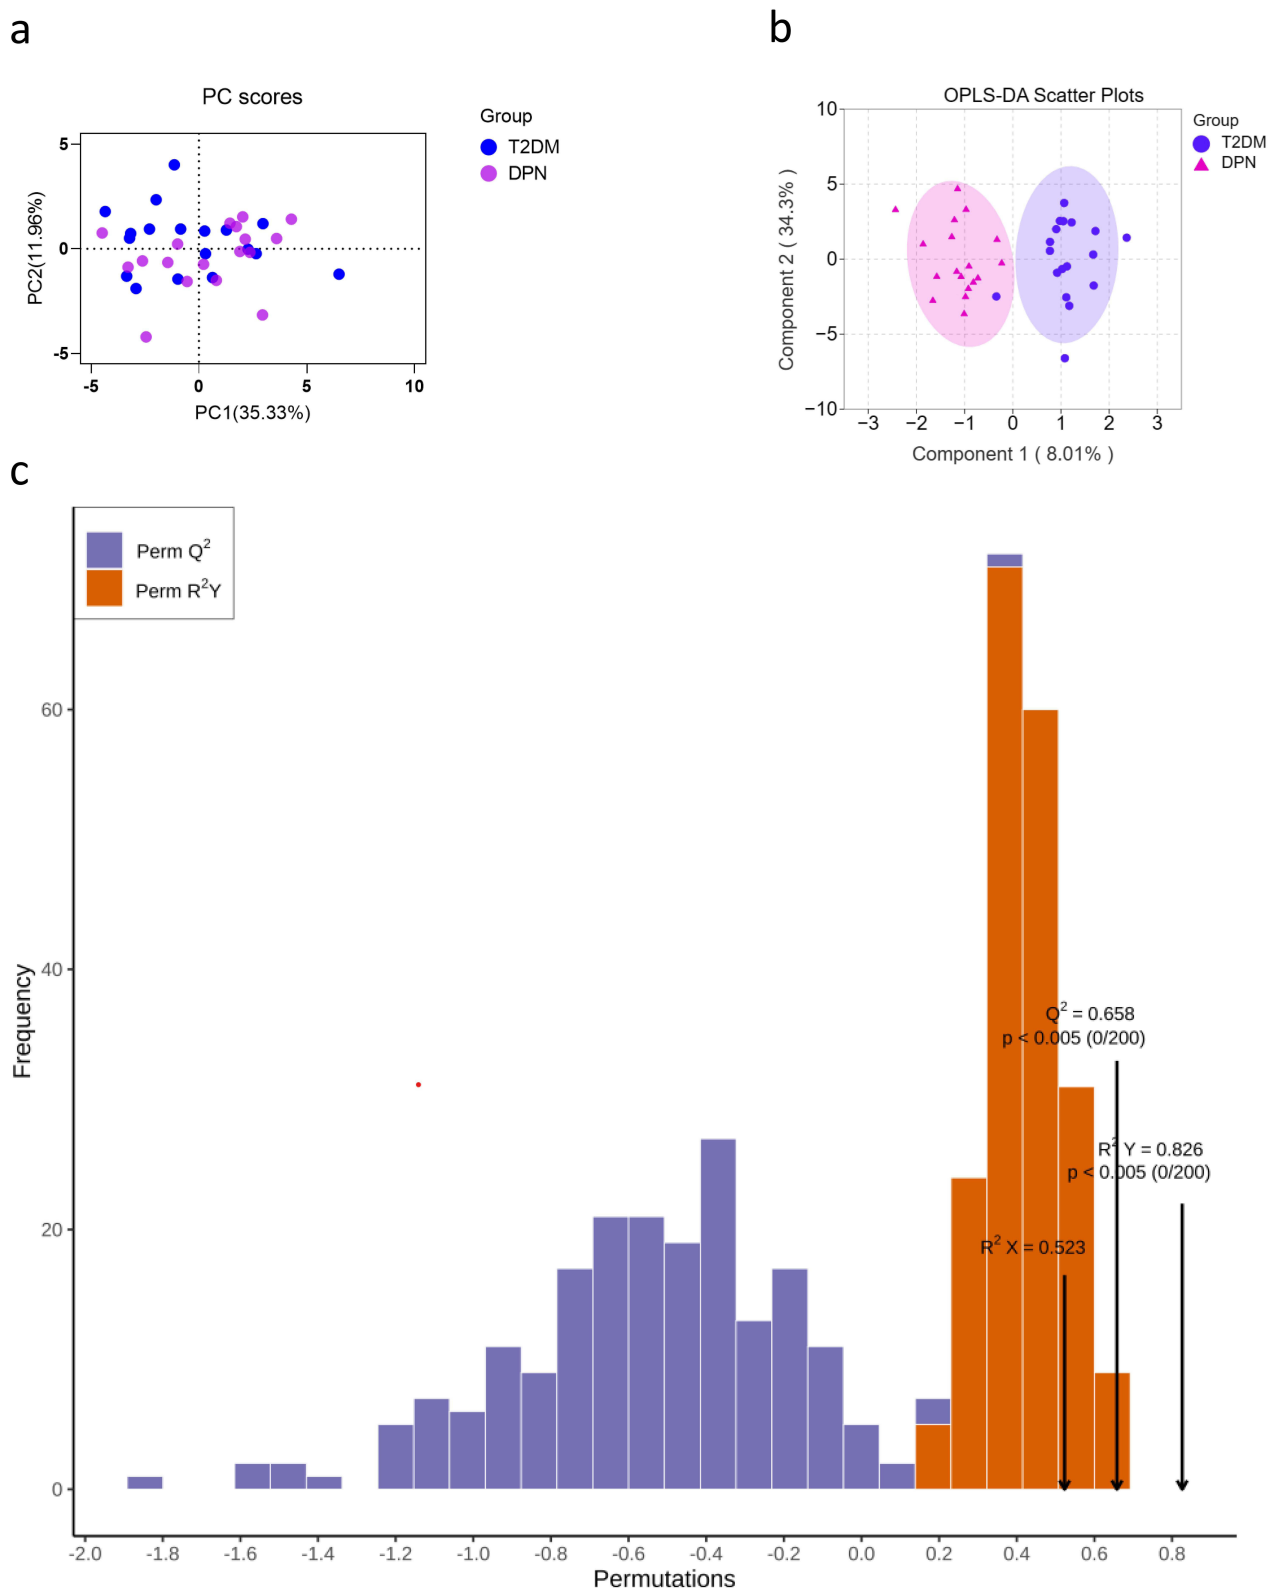 a
PC scores
Group
T2DM
DPN
5
0
-5
PC2(11.96%)
-5
0
5
10
PC1(35.33%)
b
OPLS-DA Scatter Plots
Group
T2DM
DPN
10
5
0
−5
−10
Component 2 ( 34.3% )
−3
−2
−1
0
1
2
3
Component 1 ( 8.01% )
c
Perm Q²
Perm R²Y
60
40
20
0
Frequency
Q² = 0.658
p < 0.005 (0/200)
R² Y = 0.826
p < 0.005 (0/200)
R² X = 0.523
-2.0
-1.8
-1.6
-1.4
-1.2
-1.0
-0.8
-0.6
-0.4
-0.2
0.0
0.2
0.4
0.6
0.8
Permutations